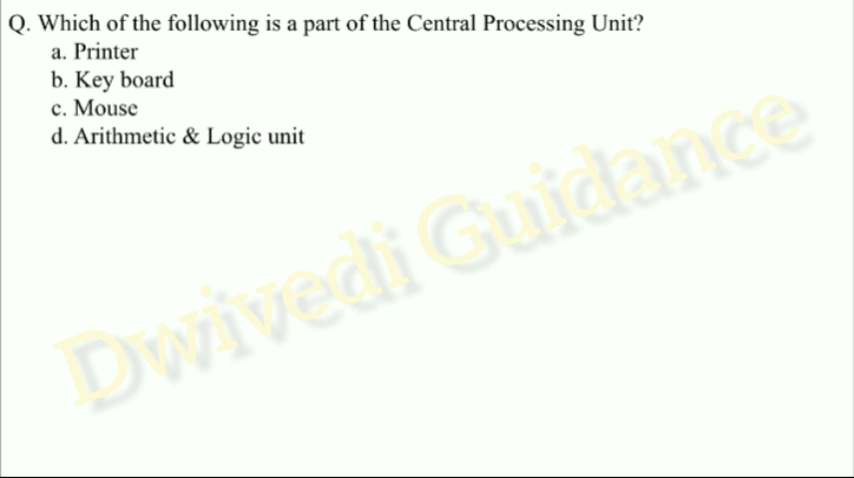 Q. Which of the following is a part of the Central Processing Unit?
a. Printer
b. Key board
c. Mouse
d. Arithmetic & Logic unit
Dwivedi Guidance